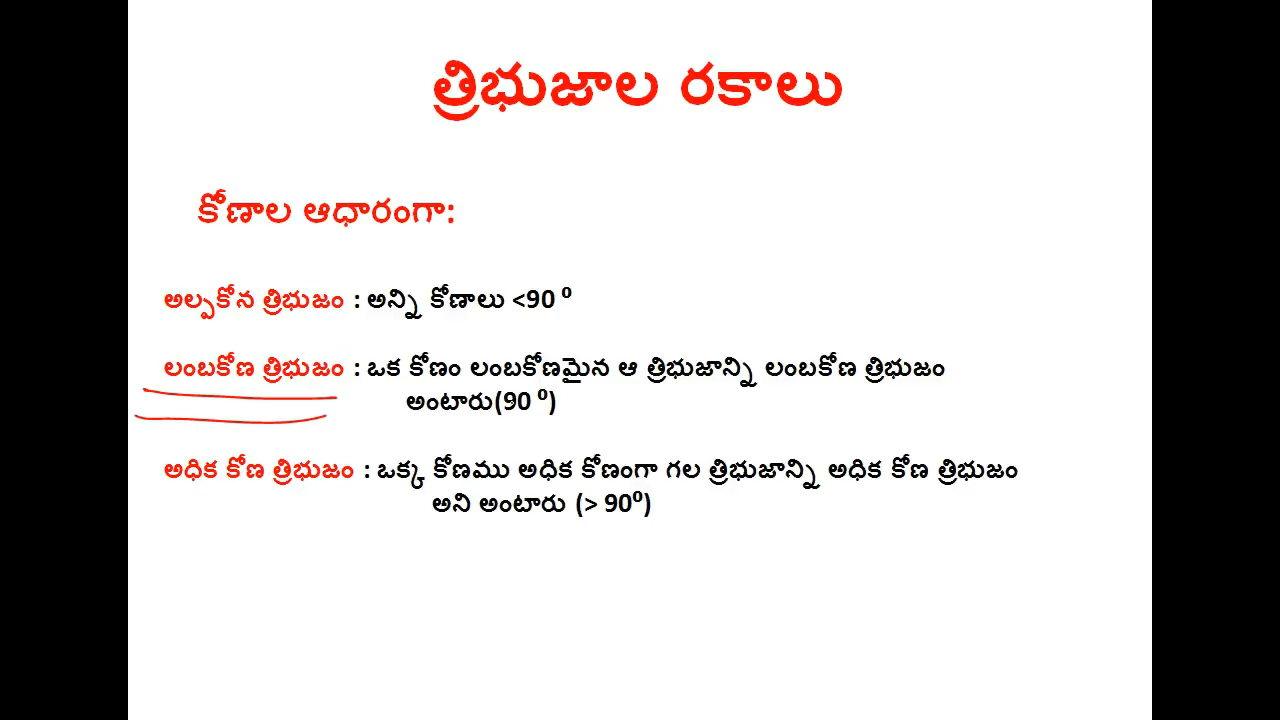 త్రిభుజాల రకాలు
కోణాల ఆధారంగా:
అల్పకోన త్రిభుజం : అన్ని కోణాలు <90 ⁰
లంబకోణ త్రిభుజం : ఒక కోణం లంబకోణమైన ఆ త్రిభుజాన్ని లంబకోణ త్రిభుజం
అంటారు(90 ⁰)
అధిక కోణ త్రిభుజం : ఒక్క కోణము అధిక కోణంగా గల త్రిభుజాన్ని అధిక కోణ త్రిభుజం
అని అంటారు (> 90⁰)